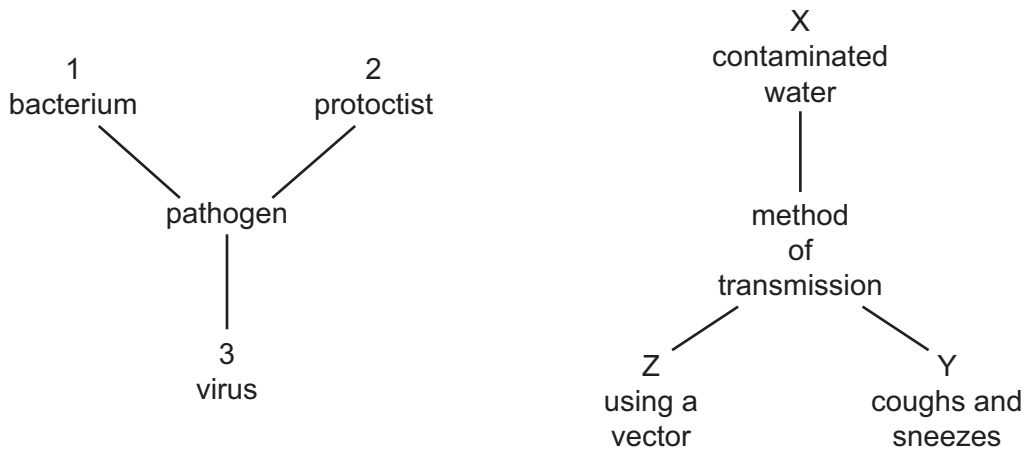 1
bacterium
2
protoctist
pathogen
3
virus
X
contaminated
water
method
of
transmission
Z
using a
vector
Y
coughs and
sneezes